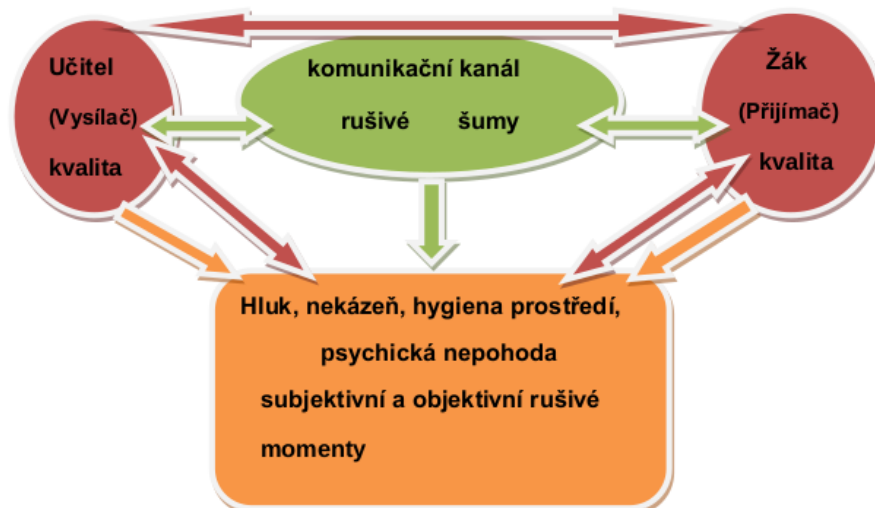 Učitel
(Vysílač)
kvalita
komunikační kanál
rušivé šumy
Žák
(Přijímač)
kvalita
Hluk, nekázeň, hygiena prostředí,
psychická nepohoda
subjektivní a objektivní rušivé
momenty